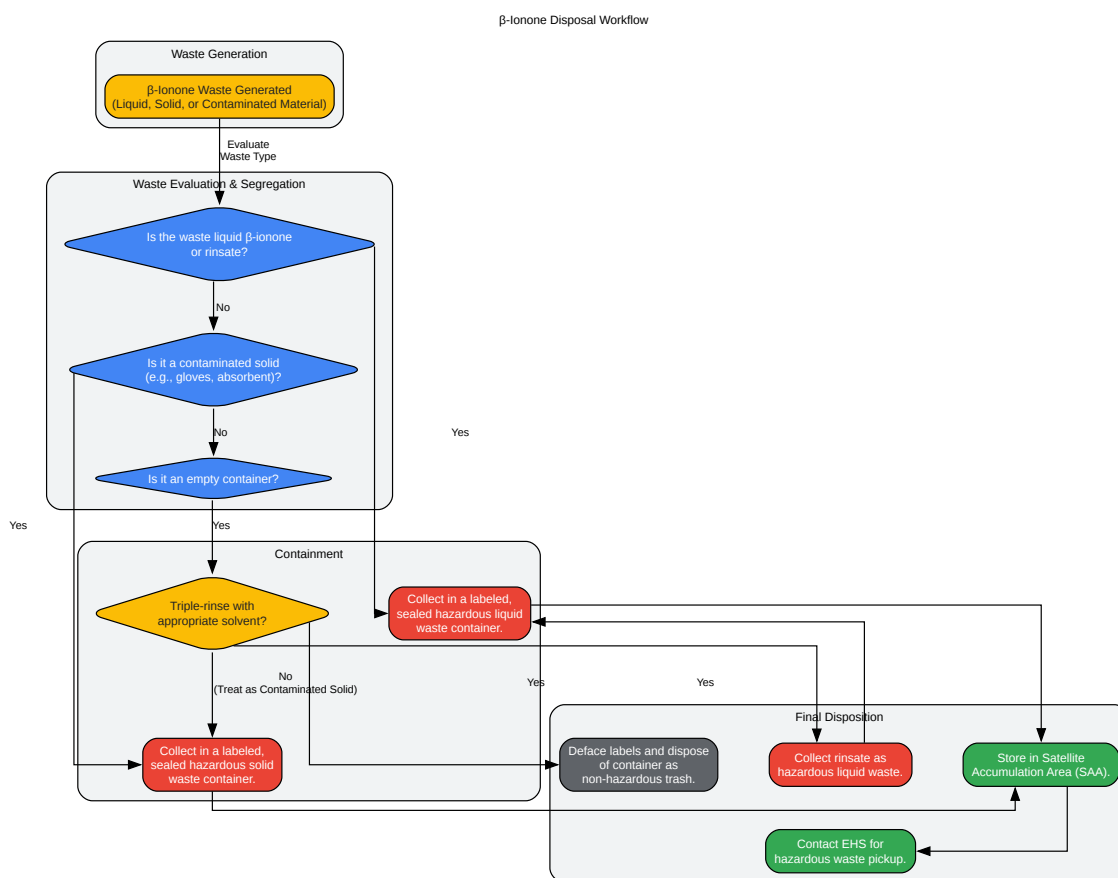 β-Ionone Disposal Workflow
Waste Generation
β-Ionone Waste Generated
(Liquid, Solid, or Contaminated Material)
Evaluate
Waste Type
Waste Evaluation & Segregation
Is the waste liquid β-ionone
or rinsate?
No
Is it a contaminated solid
(e.g., gloves, absorbent)?
No
Yes
Is it an empty container?
Yes
Yes
Containment
Triple-rinse with
appropriate solvent?
Collect in a labeled,
sealed hazardous liquid
waste container.
No
(Treat as Contaminated Solid)
Yes
Yes
Final Disposition
Collect in a labeled,
sealed hazardous solid
waste container.
Deface labels and dispose
of container as
non-hazardous trash.
Collect rinsate as
hazardous liquid waste.
Store in Satellite
Accumulation Area (SAA).
Contact EHS for
hazardous waste pickup.